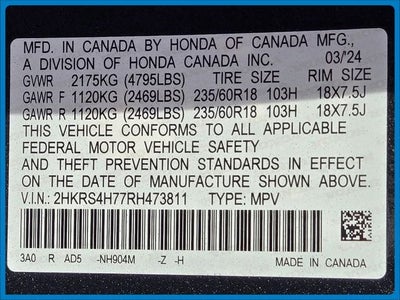 MFD. IN CANADA BY HONDA OF CANADA MFG.,
A DIVISION OF HONDA CANADA INC. 03/'24
GVWR 2175KG (4795LBS) TIRE SIZE RIM SIZE
GAWR F 1120KG (2469LBS) 235/60R18 103H 18X7.5J
GAWR R 1120KG (2469LBS) 235/60R18 103H 18X7.5J
THIS VEHICLE CONFORMS TO ALL APPLICABLE
FEDERAL MOTOR VEHICLE SAFETY
AND THEFT PREVENTION STANDARDS IN EFFECT
ON THE DATE OF MANUFACTURE SHOWN ABOVE.
V.I.N: 2HKRS4H77RH473811 TYPE: MPV
3A0 R AD5 -NH904M -Z -H MADE IN CANADA